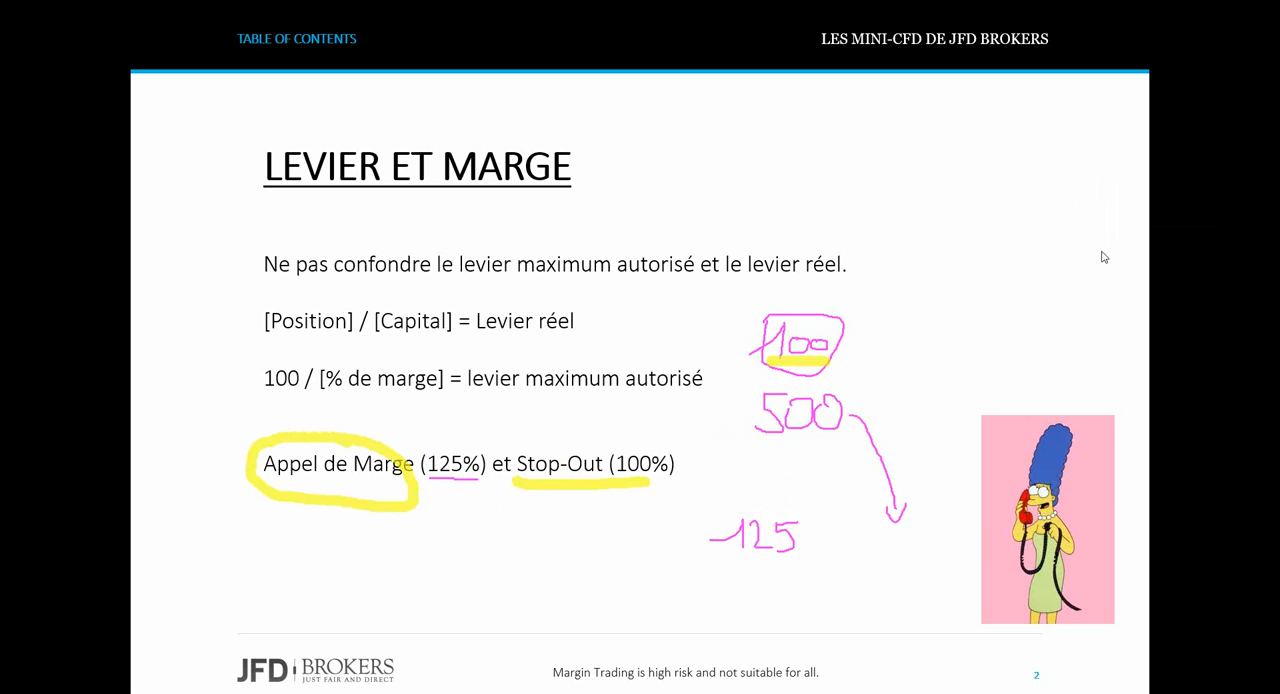 TABLE OF CONTENTS
LES MINI-CFD DE JFD BROKERS
LEVIER ET MARGE
Ne pas confondre le levier maximum autorisé et le levier réel.
[Position] / [Capital] = Levier réel
100
100 / [% de marge] = levier maximum autorisé
500
Appel de Marge (125%) et Stop-Out (100%)
125
JFD BROKERS
JUST FAIR AND DIRECT
Margin Trading is high risk and not suitable for all.
2